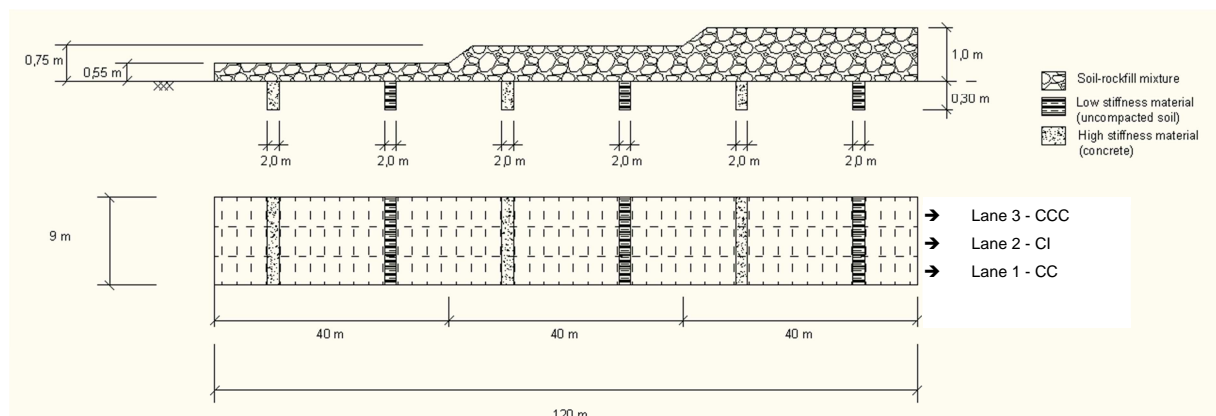 0,75 m
0,55 m
1,0 m
0,30 m
Soil-rockfill mixture
Low stiffness material
(uncompacted soil)
High stiffness material
(concrete)
2,0 m
2,0 m
2,0 m
2,0 m
2,0 m
2,0 m
9 m
➔ Lane 3 - CCC
➔ Lane 2 - CI
➔ Lane 1 - CC
40 m
40 m
40 m
120 m